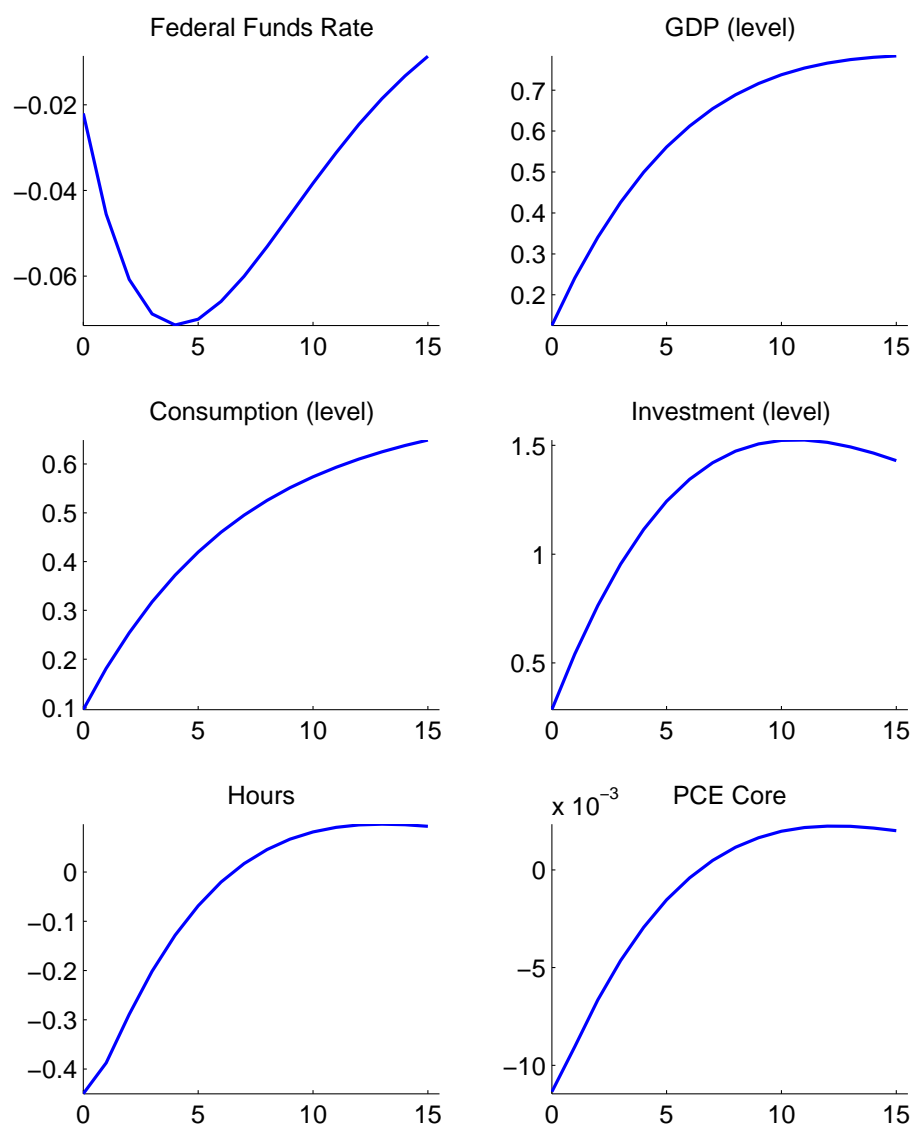 Federal Funds Rate
−0.02
−0.04
−0.06
0 5 10 15
GDP (level)
0.7
0.6
0.5
0.4
0.3
0.2
0 5 10 15
Consumption (level)
0.6
0.5
0.4
0.3
0.2
0.1
0 5 10 15
Investment (level)
1.5
1
0.5
0 5 10 15
Hours
0
−0.1
−0.2
−0.3
−0.4
0 5 10 15
x 10⁻³ PCE Core
0
−5
−10
0 5 10 15